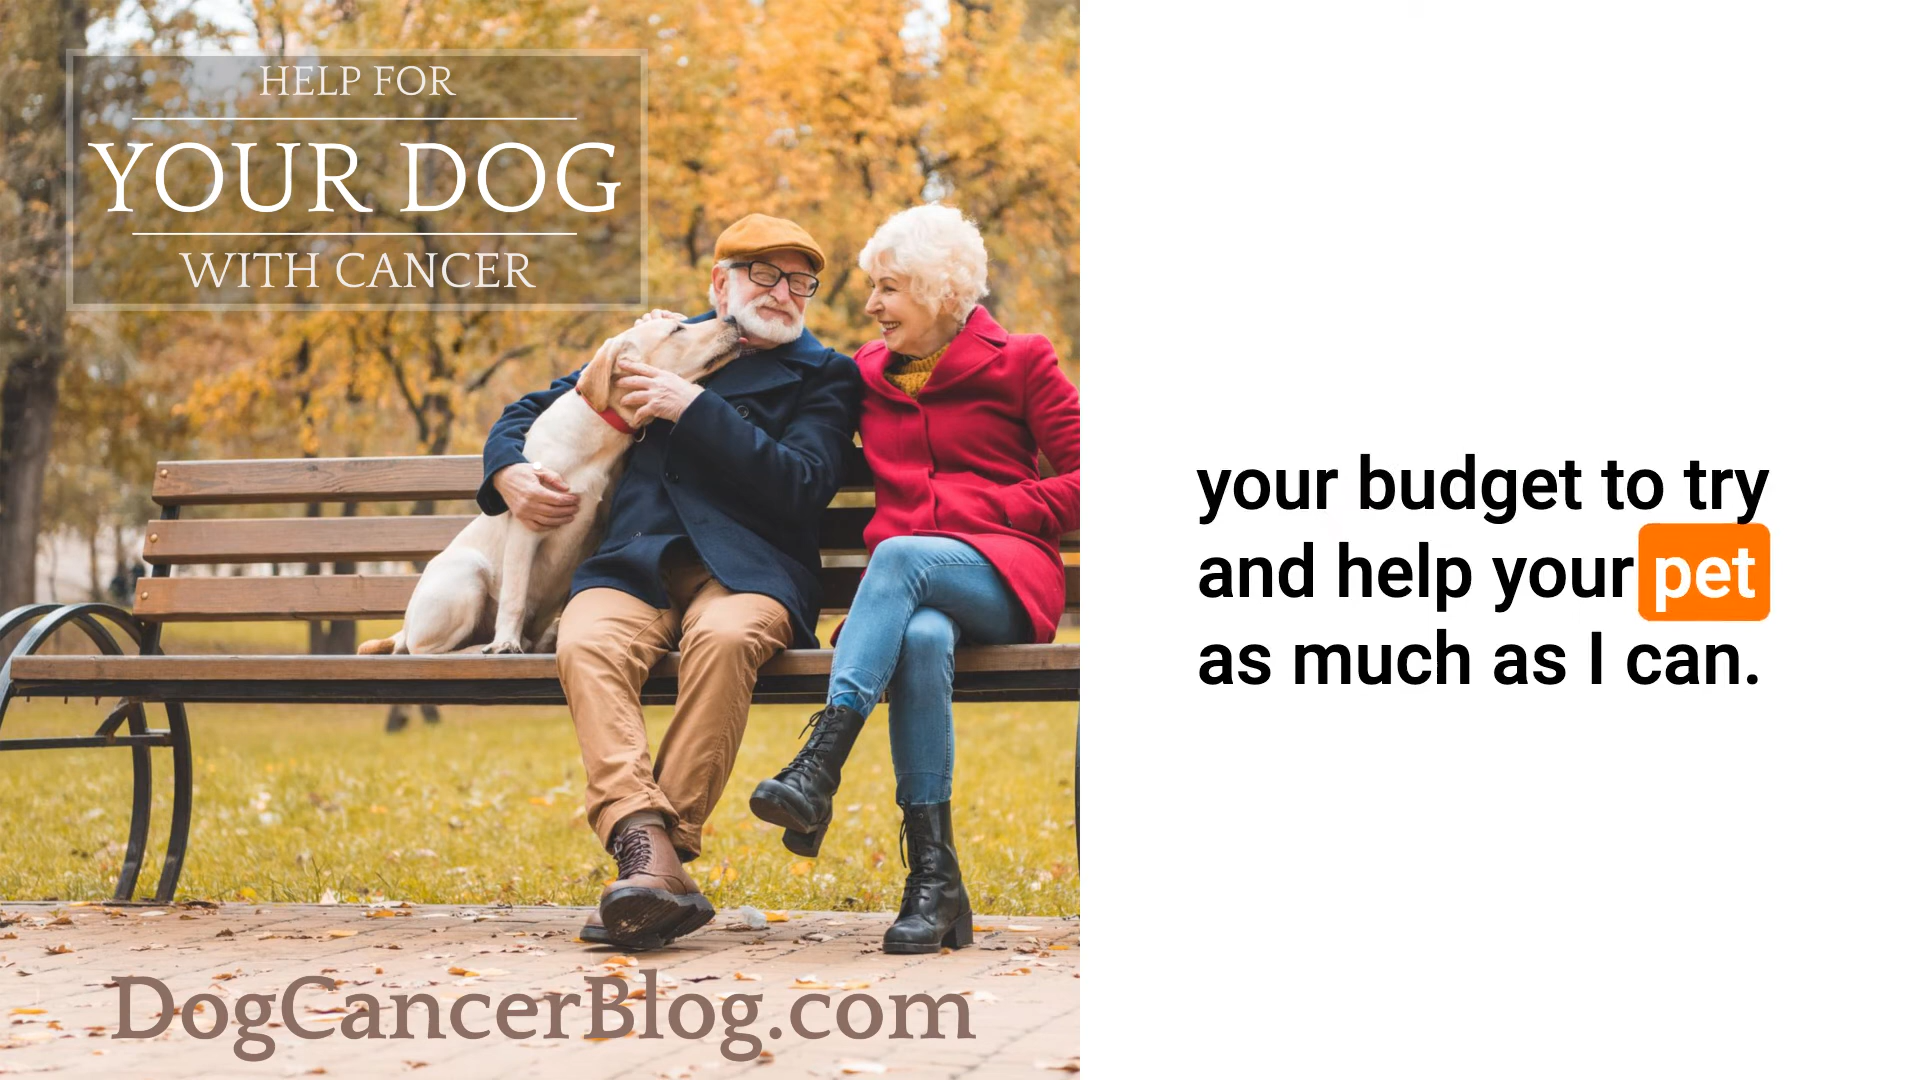 HELP FOR
YOUR DOG
WITH CANCER
DogCancerBlog.com
your budget to try
and help your pet
as much as I can.